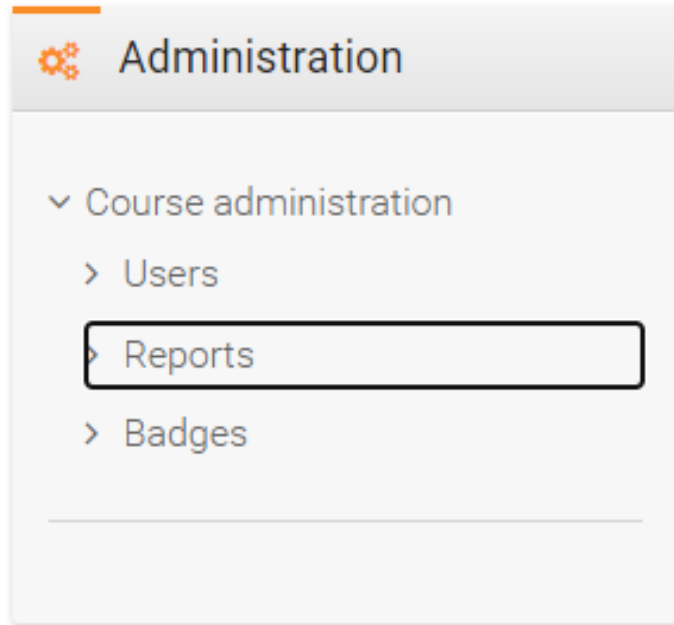 Administration
Course administration
Users
Reports
Badges